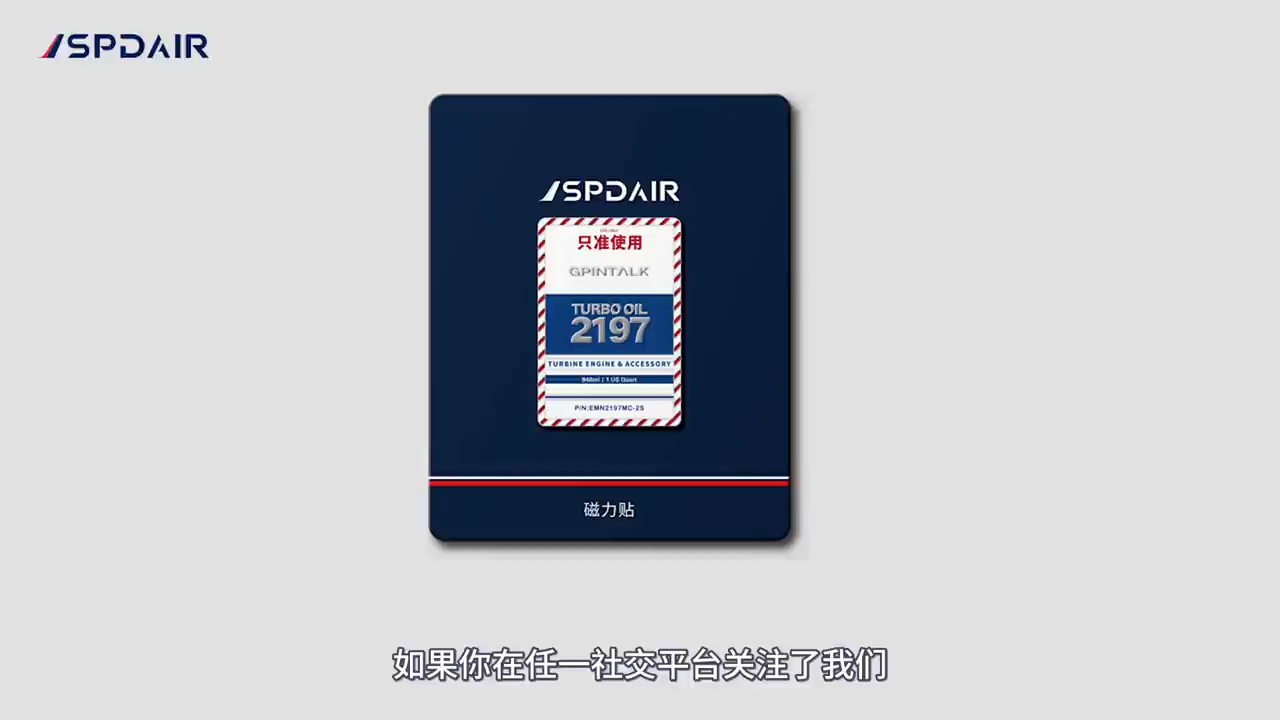 SPDAIR
SPDAIR
只准使用
GPINTALK
TURBO OIL
2197
TURBINE ENGINE & ACCESSORY
946ml / 1 US Quart
P/N:EMN2197MC-2S
磁力贴
如果你在任一社交平台关注了我们